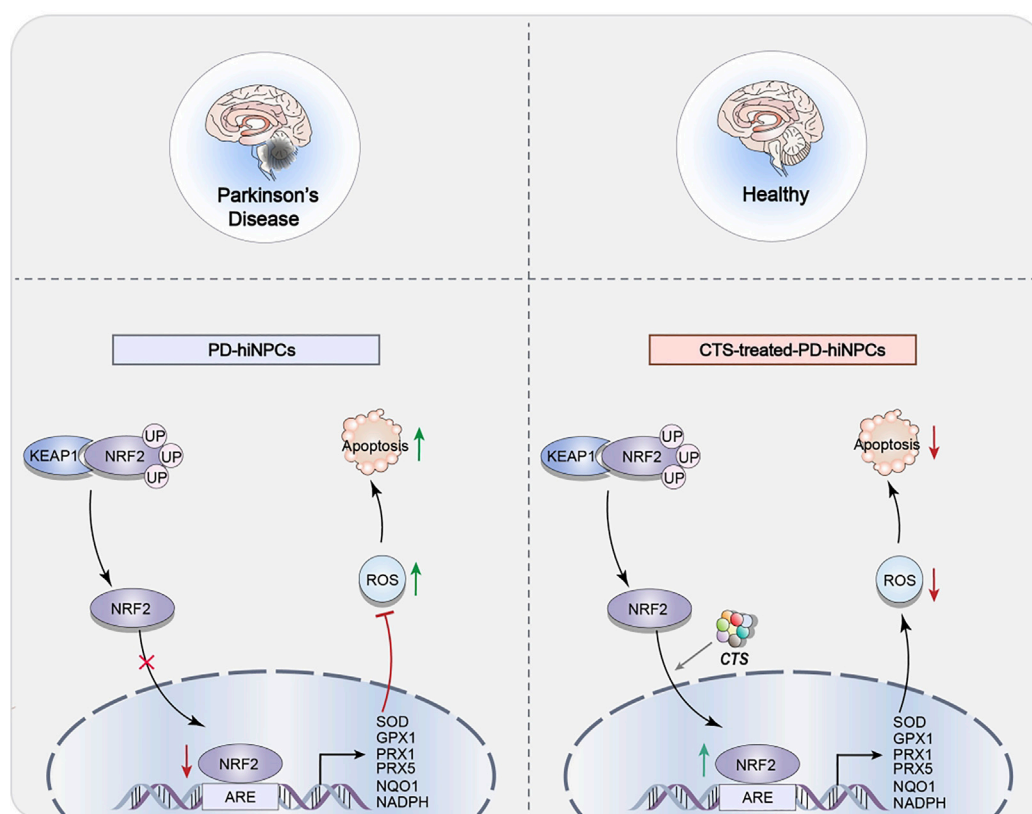 Parkinson's
Disease
Healthy
PD-hiNPCs
CTS-treated-PD-hiNPCs
KEAP1
NRF2
UP
UP
UP
Apoptosis
ROS
NRF2
NRF2
ARE
SOD
GPX1
PRX1
PRX5
NQO1
NADPH
KEAP1
NRF2
UP
UP
UP
Apoptosis
ROS
NRF2
CTS
NRF2
ARE
SOD
GPX1
PRX1
PRX5
NQO1
NADPH